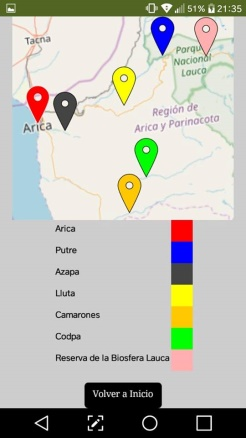 51% 21:35
Tacna
Parque
Nacional
Lauca
Región de
Arica y Parinacota
Arica
Arica
Putre
Azapa
Lluta
Camarones
Codpa
Reserva de la Biosfera Lauca
Volver a Inicio